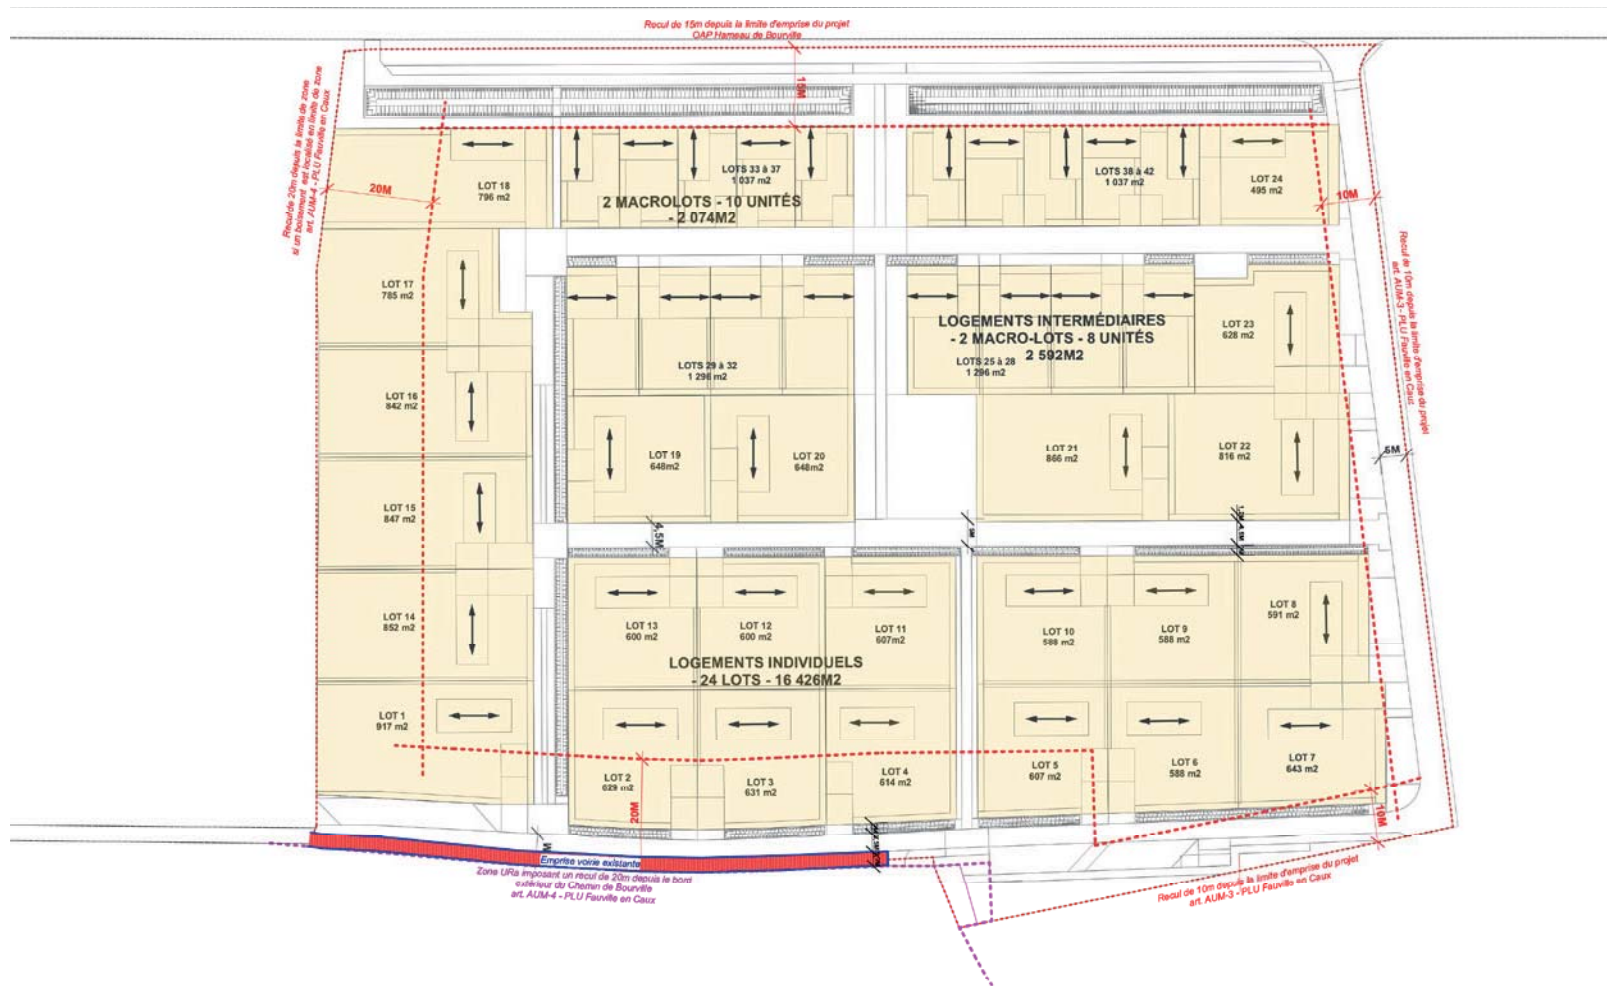 Recul de 15m depuis la limite d'emprise du projet
OAP Hameau de Bourville
15M
Recul de 20m depuis la limite de zone
si un boisement est localisé en limite de zone
art. AUM-4 - PLU Fauville en Caux
20M
LOT 18
796 m2
LOTS 33 à 37
1 037 m2
2 MACROLOTS - 10 UNITÉS
- 2 074M2
LOTS 38 à 42
1 037 m2
LOT 24
495 m2
10M
Recul de 10m depuis la limite d'emprise du projet
art. AUM-3 - PLU Fauville en Caux
LOT 17
785 m2
LOGEMENTS INTERMÉDIAIRES
- 2 MACRO-LOTS - 8 UNITÉS
2 592M2
LOT 23
628 m2
LOTS 29 à 32
1 296 m2
LOTS 25 à 28
1 296 m2
LOT 16
842 m2
LOT 19
648m2
LOT 20
648m2
LOT 21
866 m2
LOT 22
816 m2
5M
LOT 15
847 m2
4,5M
5M
LOT 14
852 m2
LOT 13
600 m2
LOT 12
600 m2
LOT 11
607m2
LOT 10
588 m2
LOT 9
588 m2
LOT 8
591 m2
LOGEMENTS INDIVIDUELS
- 24 LOTS - 16 426M2
LOT 1
917 m2
LOT 2
629 m2
LOT 3
631 m2
LOT 4
614 m2
LOT 5
607 m2
LOT 6
588 m2
LOT 7
643 m2
20M
10M
Emprise voirie existante
Zone URa imposant un recul de 20m depuis le bord
extérieur du Chemin de Bourville
art. AUM-4 - PLU Fauville en Caux
Recul de 10m depuis la limite d'emprise du projet
art. AUM-3 - PLU Fauville en Caux